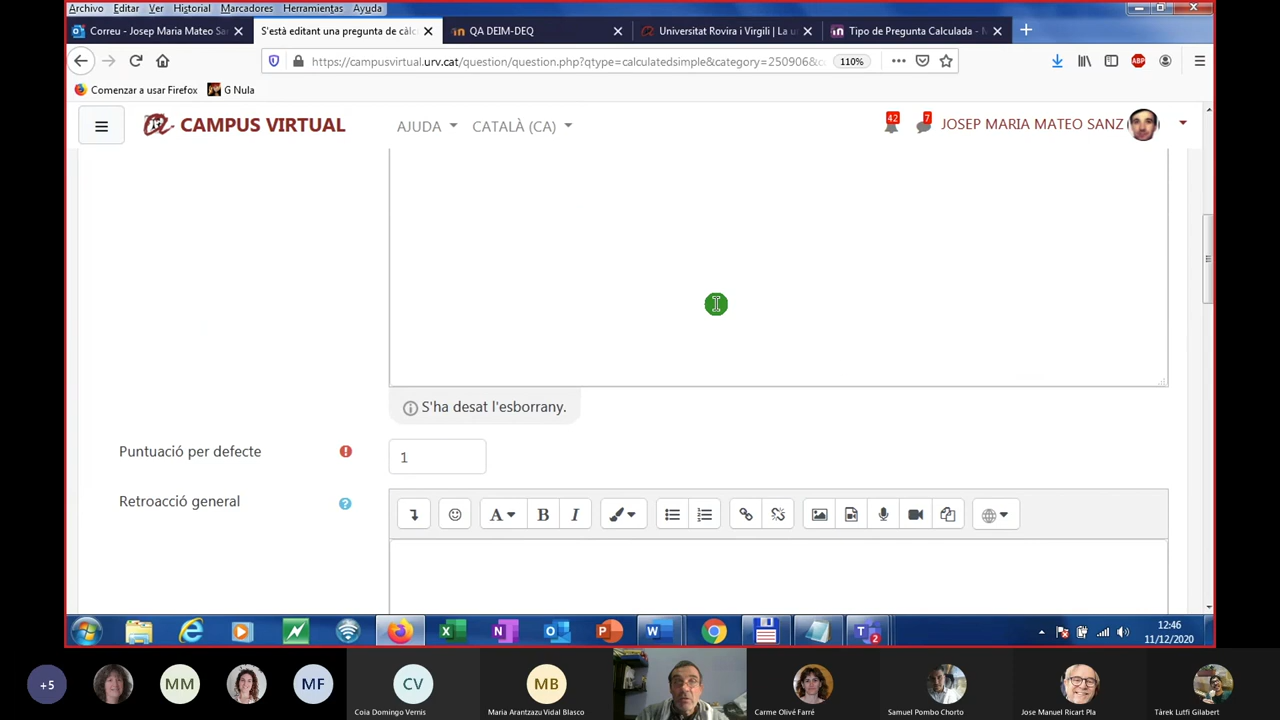 Archivo Editar Ver Historial Marcadores Herramientas Ayuda
Correu - Josep Maria Mateo Sa
S'està editant una pregunta de càlc
QA DEIM-DEQ
Universitat Rovira i Virgili | La u
Tipo de Pregunta Calculada - M
https://campusvirtual.urv.cat/question/question.php?qtype=calculatedsimple&category=250906&c
110%
ABP
Comenzar a usar Firefox
G Nula
CAMPUS VIRTUAL
AJUDA
CATALÀ (CA)
42
7
JOSEP MARIA MATEO SANZ
S'ha desat l'esborrany.
Puntuació per defecte
1
Retroacció general
A
B
I
12:46
11/12/2020
+5
MM
MF
CV
Coia Domingo Vernis
MB
Maria Arantzazu Vidal Blasco
Carme Olivé Farré
Samuel Pombo Chorto
Jose Manuel Ricart Pla
Tárek Lutfi Gilabert